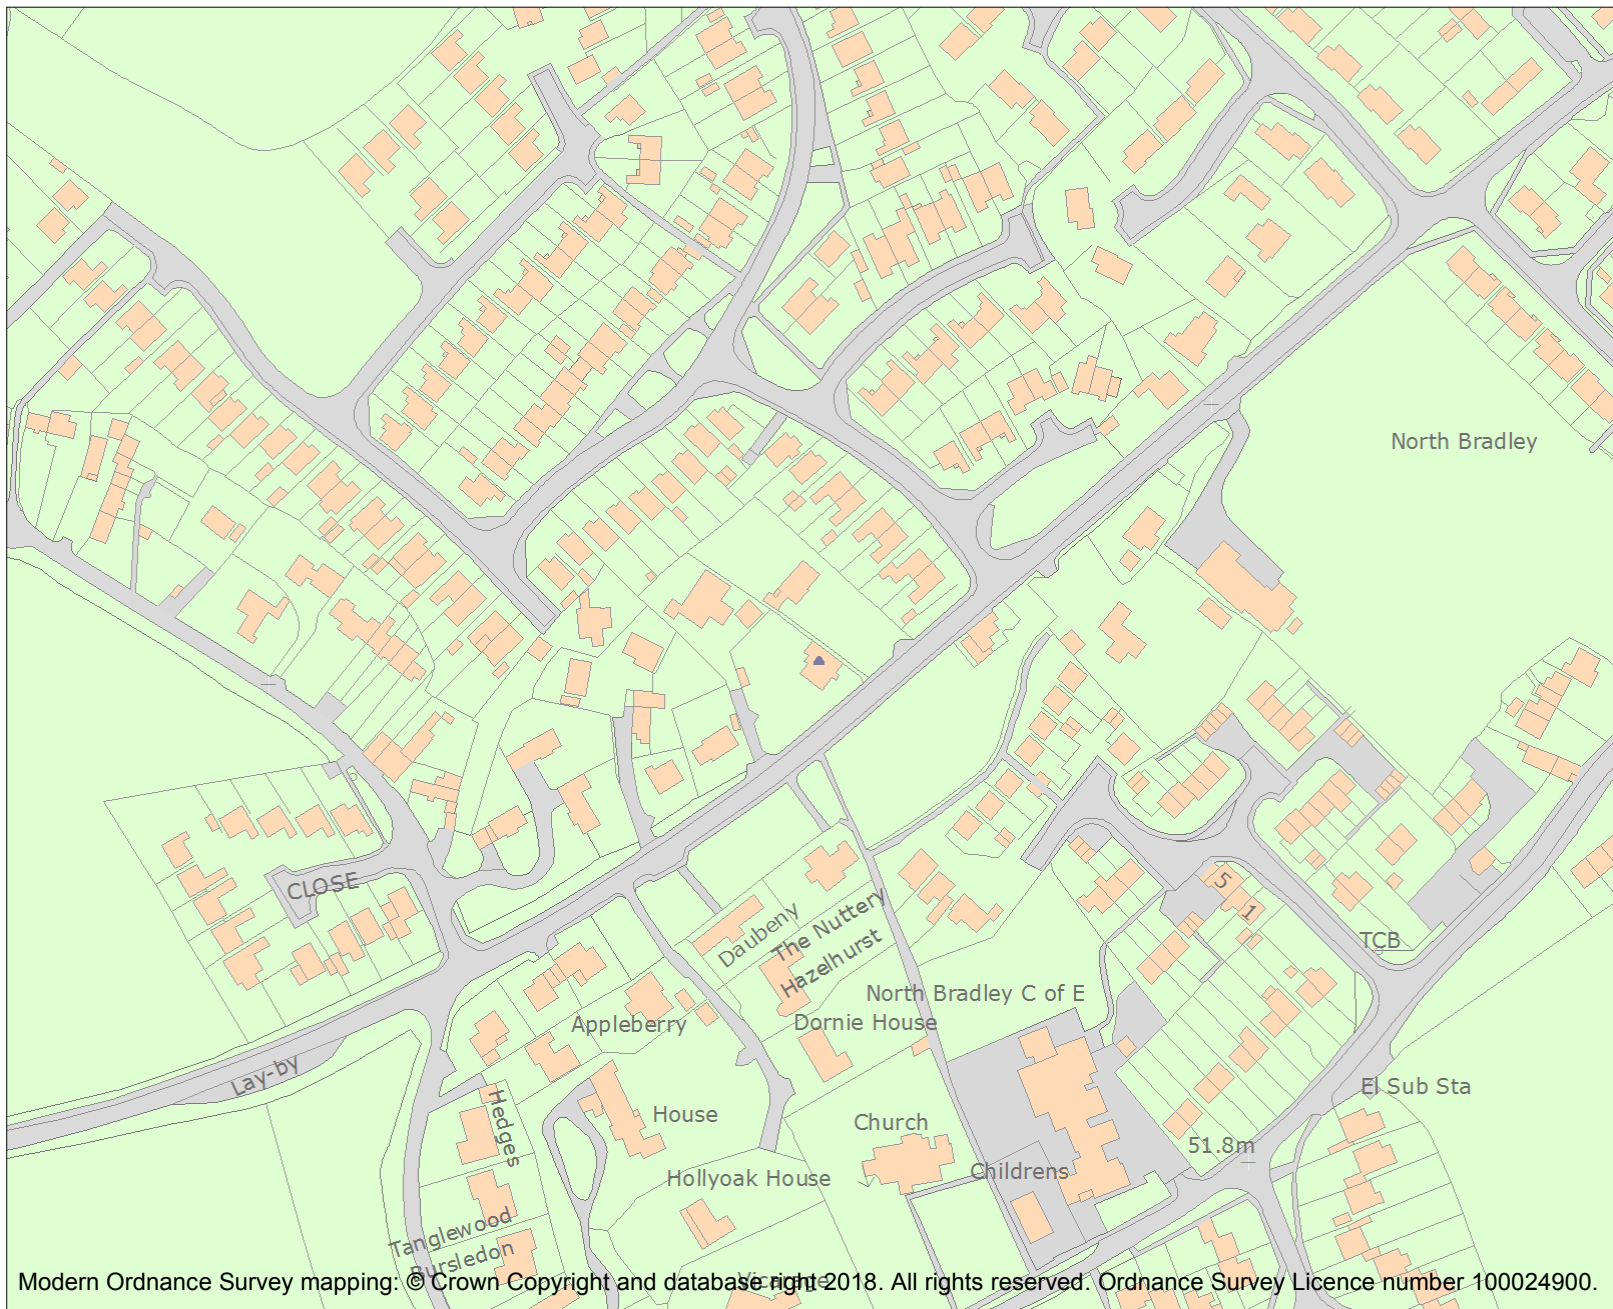 North Bradley
CLOSE
5
1
Daubeny
The Nuttery
Hazelhurst
TCB
North Bradley C of E
Dornie House
Appleberry
Lay-by
El Sub Sta
Hedges
House
Church
51.8m
Childrens
Hollyoak House
Tanglewood
Bursledon
Vicarage
Modern Ordnance Survey mapping: © Crown Copyright and database right 2018. All rights reserved. Ordnance Survey Licence number 100024900.